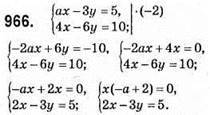 966. { ax − 3y = 5, | · (−2)
{ 4x − 6y = 10; |
{ −2ax + 6y = −10, { −2ax + 4x = 0,
{ 4x − 6y = 10; { 4x − 6y = 10;
{ −ax + 2x = 0, { x(−a + 2) = 0,
{ 2x − 3y = 5; { 2x − 3y = 5.